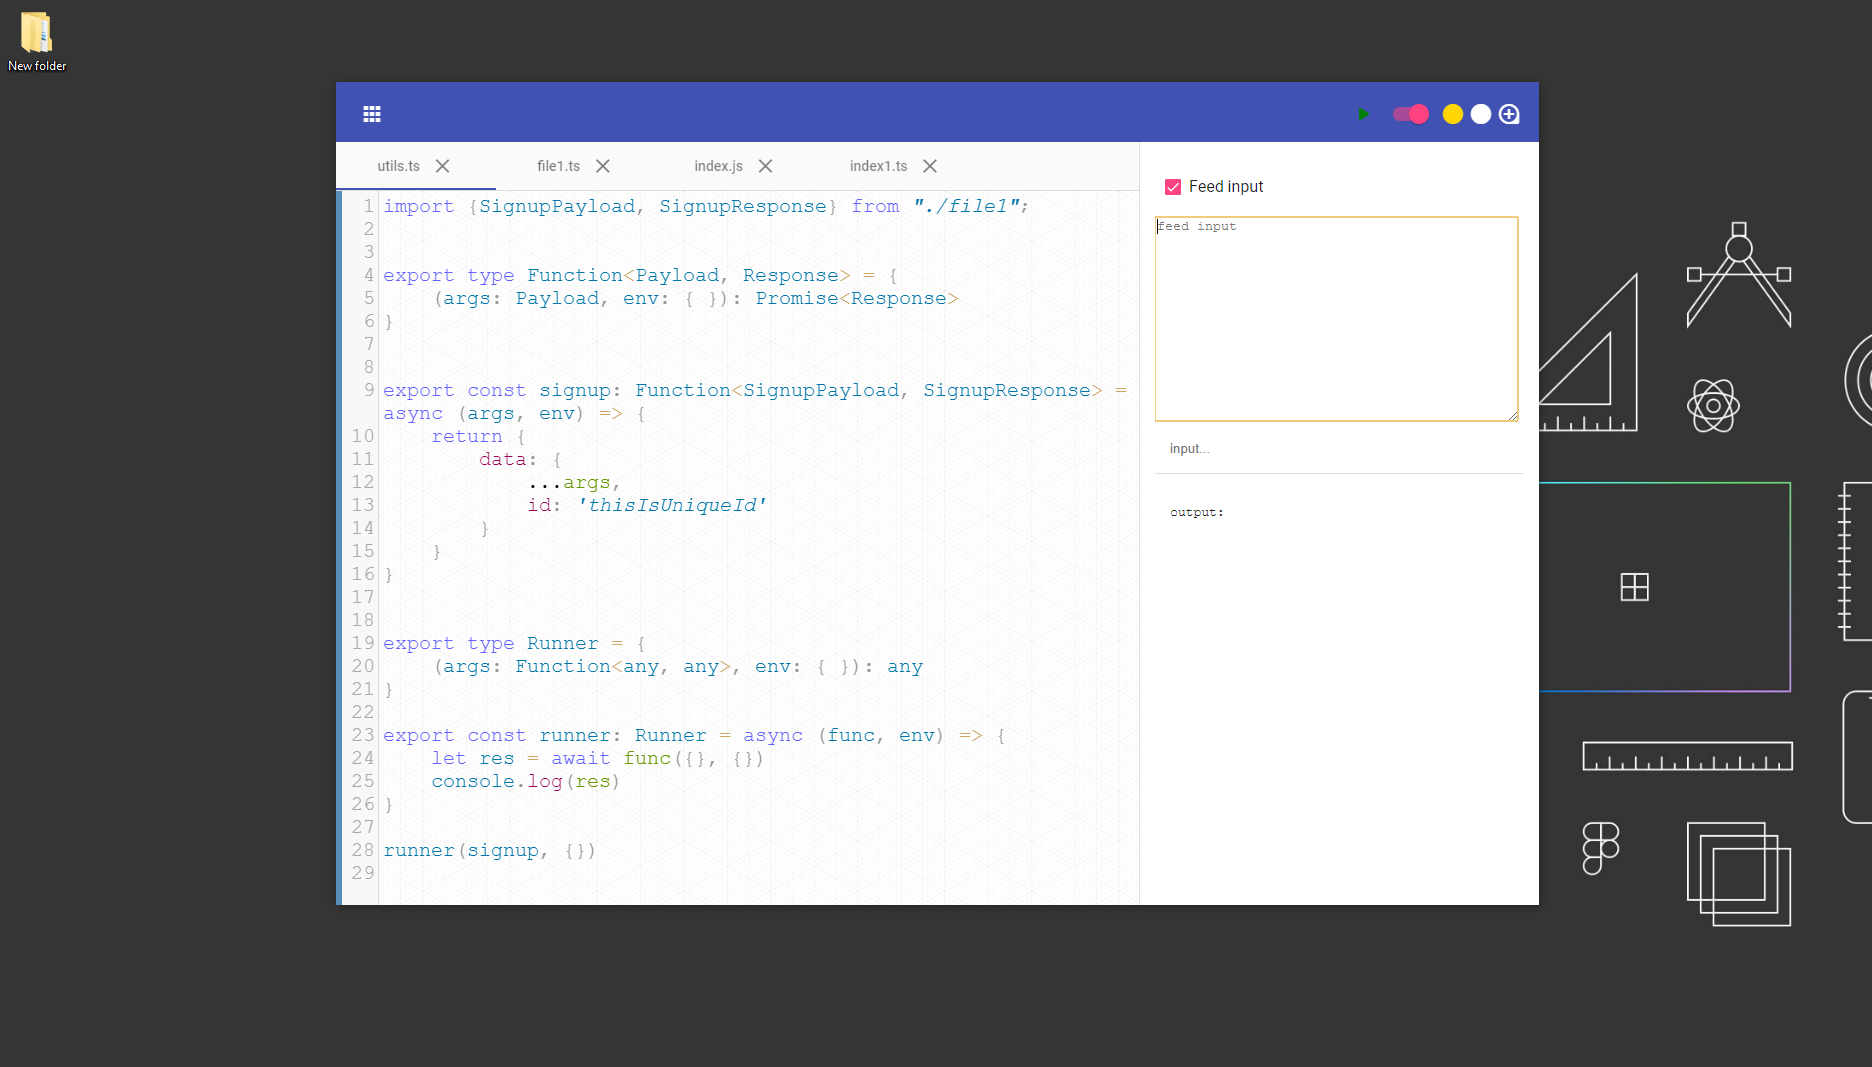 New folder
utils.ts
file1.ts
index.js
index1.ts
1 import {SignupPayload, SignupResponse} from "./file1";
2
3
4 export type Function<Payload, Response> = {
5     (args: Payload, env: { }): Promise<Response>
6 }
7
8
9 export const signup: Function<SignupPayload, SignupResponse> =
async (args, env) => {
10     return {
11         data: {
12             ...args,
13             id: 'thisIsUniqueId'
14         }
15     }
16 }
17
18
19 export type Runner = {
20     (args: Function<any, any>, env: { }): any
21 }
22
23 export const runner: Runner = async (func, env) => {
24     let res = await func({}, {})
25     console.log(res)
26 }
27
28 runner(signup, {})
29
Feed input
feed input
input...
output: